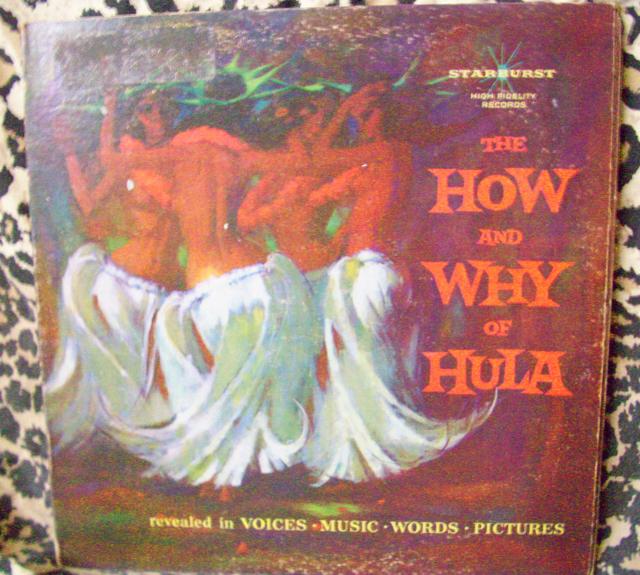 STARBURST
HIGH FIDELITY
RECORDS
THE
HOW
AND
WHY
OF
HULA
revealed in VOICES · MUSIC · WORDS · PICTURES